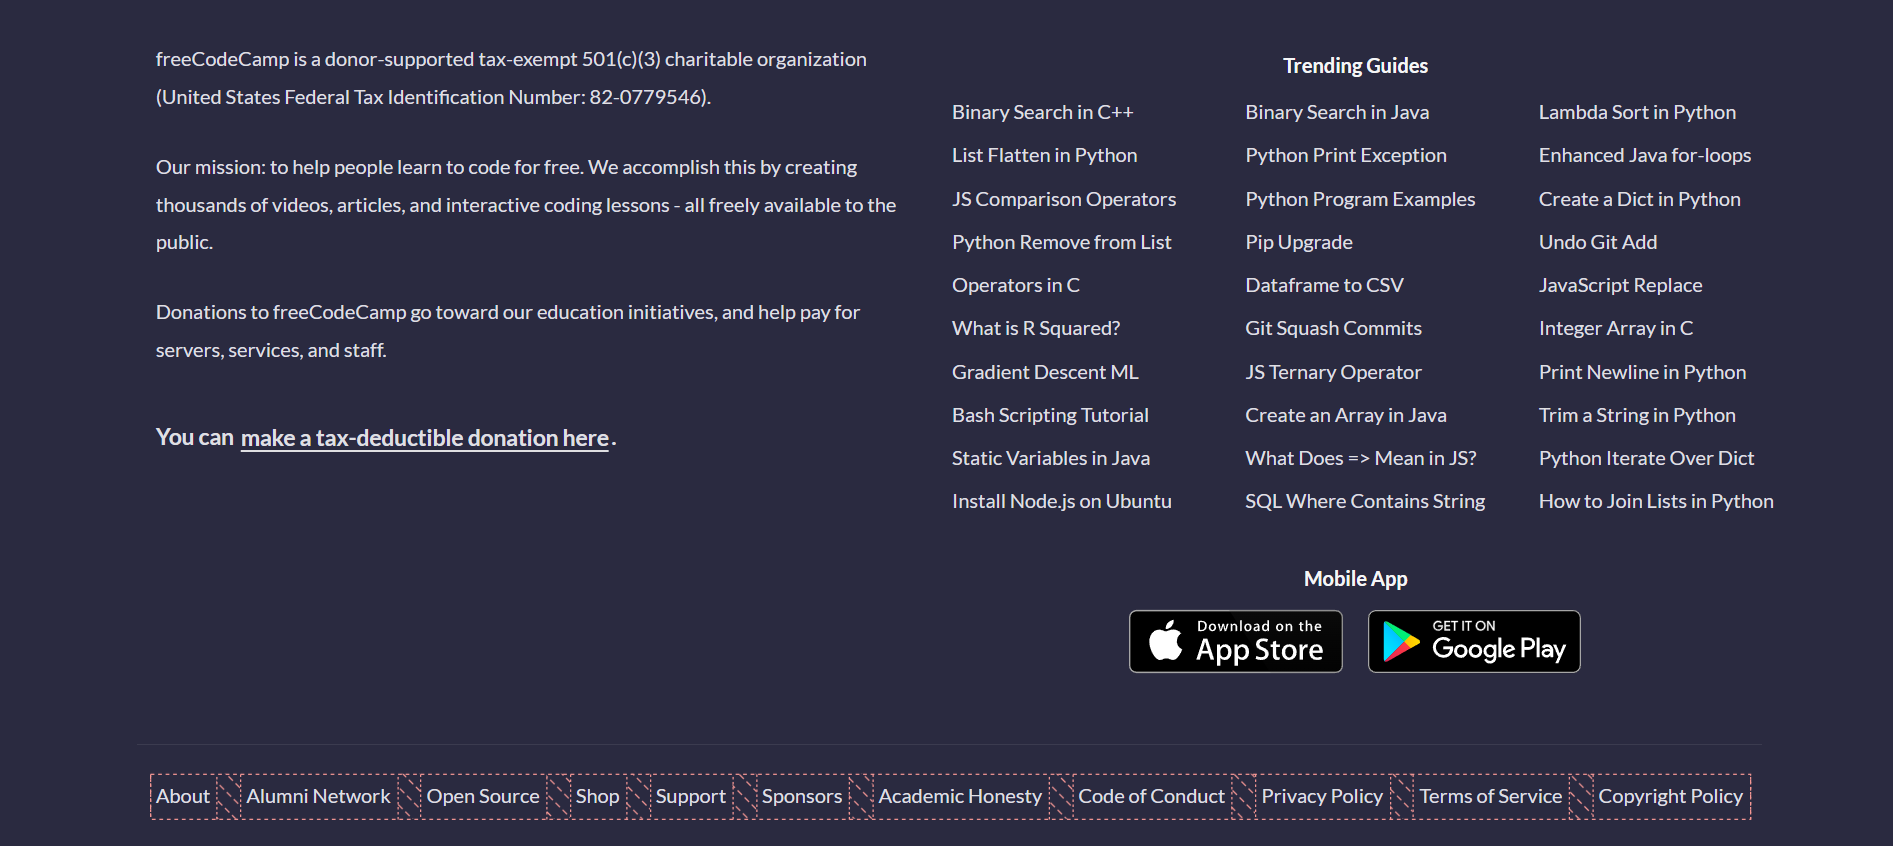 freeCodeCamp is a donor-supported tax-exempt 501(c)(3) charitable organization
(United States Federal Tax Identification Number: 82-0779546).
Our mission: to help people learn to code for free. We accomplish this by creating
thousands of videos, articles, and interactive coding lessons - all freely available to the
public.
Donations to freeCodeCamp go toward our education initiatives, and help pay for
servers, services, and staff.
You can make a tax-deductible donation here.
Trending Guides
Binary Search in C++
List Flatten in Python
JS Comparison Operators
Python Remove from List
Operators in C
What is R Squared?
Gradient Descent ML
Bash Scripting Tutorial
Static Variables in Java
Install Node.js on Ubuntu
Binary Search in Java
Python Print Exception
Python Program Examples
Pip Upgrade
Dataframe to CSV
Git Squash Commits
JS Ternary Operator
Create an Array in Java
What Does => Mean in JS?
SQL Where Contains String
Lambda Sort in Python
Enhanced Java for-loops
Create a Dict in Python
Undo Git Add
JavaScript Replace
Integer Array in C
Print Newline in Python
Trim a String in Python
Python Iterate Over Dict
How to Join Lists in Python
Mobile App
Download on the
App Store
GET IT ON
Google Play
About Alumni Network Open Source Shop Support Sponsors Academic Honesty Code of Conduct Privacy Policy Terms of Service Copyright Policy